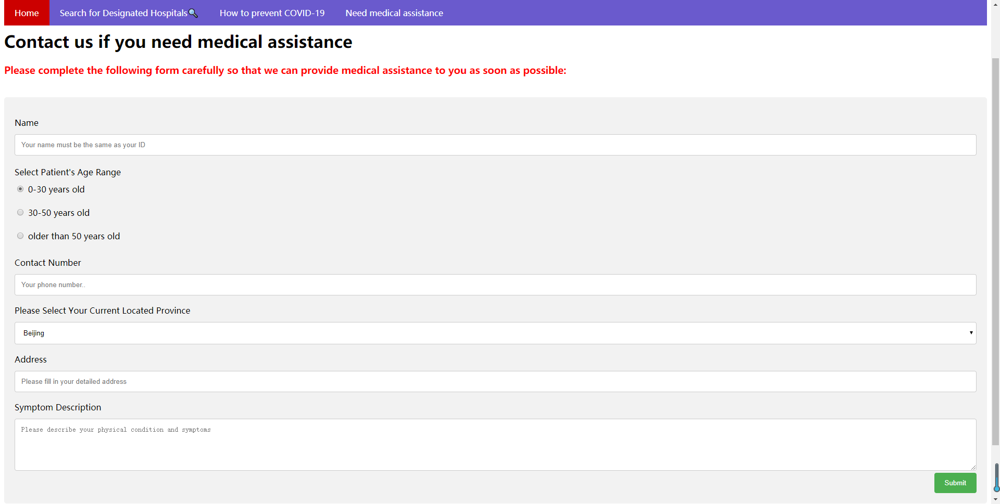 Home Search for Designated Hospitals🔍 How to prevent COVID-19 Need medical assistance
Contact us if you need medical assistance
Please complete the following form carefully so that we can provide medical assistance to you as soon as possible:
Name
Your name must be the same as your ID
Select Patient's Age Range
0-30 years old
30-50 years old
older than 50 years old
Contact Number
Your phone number..
Please Select Your Current Located Province
Beijing
Address
Please fill in your detailed address
Symptom Description
Please describe your physical condition and symptoms
Submit